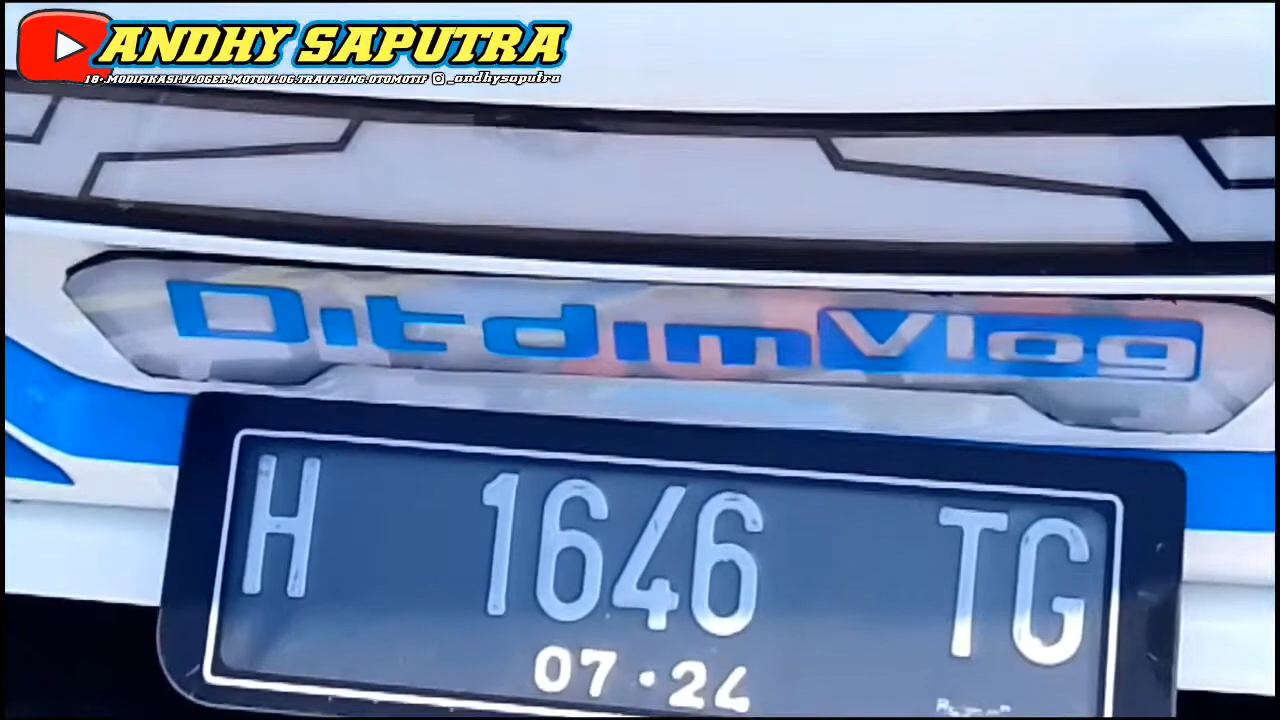 ANDHY SAPUTRA
18+.MODIFIKASI.VLOGER.MOTOVLOG.TRAVELING.OTOMOTIF _andhysaputra
DitdimVlog
H 1646 TG
07·24